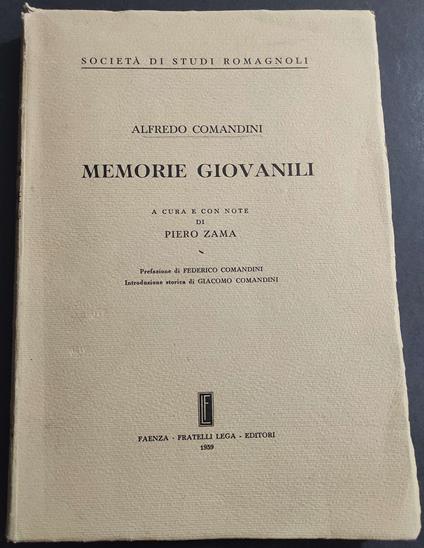 SOCIETÀ DI STUDI ROMAGNOLI
ALFREDO COMANDINI
MEMORIE GIOVANILI
A CURA E CON NOTE
DI
PIERO ZAMA
Prefazione di FEDERICO COMANDINI
Introduzione storica di GIACOMO COMANDINI
LF
FAENZA - FRATELLI LEGA - EDITORI
1959